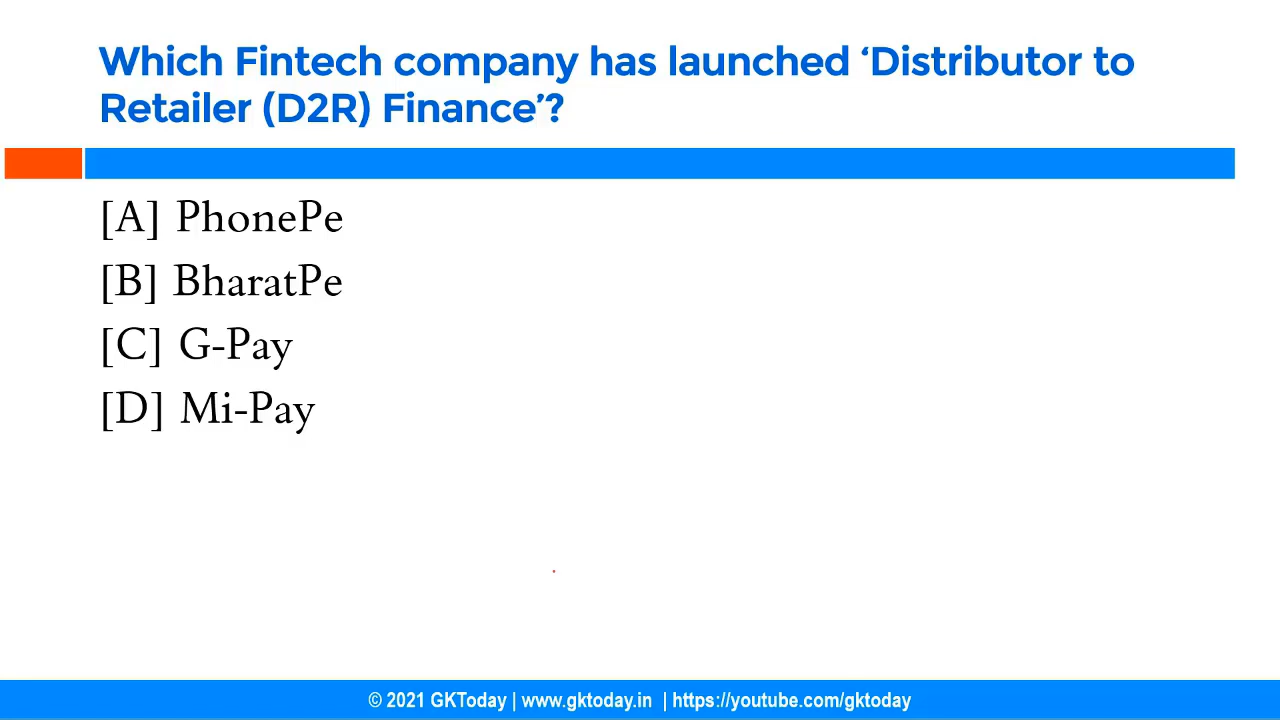 Which Fintech company has launched ‘Distributor to
Retailer (D2R) Finance’?
[A] PhonePe
[B] BharatPe
[C] G-Pay
[D] Mi-Pay
© 2021 GKToday | www.gktoday.in | https://youtube.com/gktoday